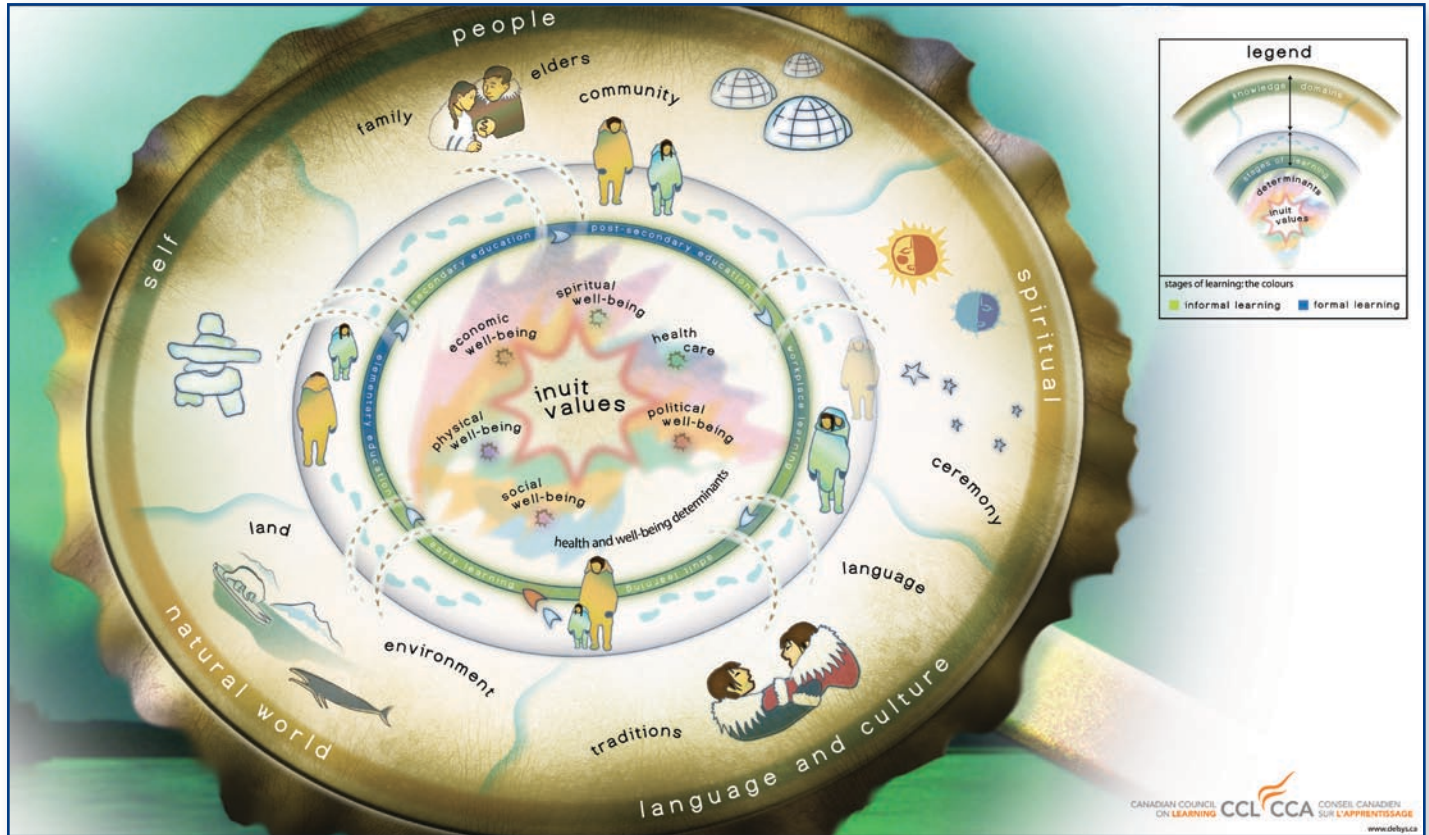 people
elders
family
community
self
spiritual
ceremony
language
traditions
language and culture
land
environment
natural world
secondary education
post-secondary education
workplace learning
adult learning
early learning
elementary education
spiritual
well-being
economic
well-being
health
care
inuit
values
physical
well-being
political
well-being
social
well-being
health and well-being determinants
legend
knowledge domains
stages of learning
determinants
inuit
values
stages of learning: the colours
informal learning
formal learning
CANADIAN COUNCIL
ON LEARNING
CCL CCA
CONSEIL CANADIEN
SUR L'APPRENTISSAGE
www.delsys.ca